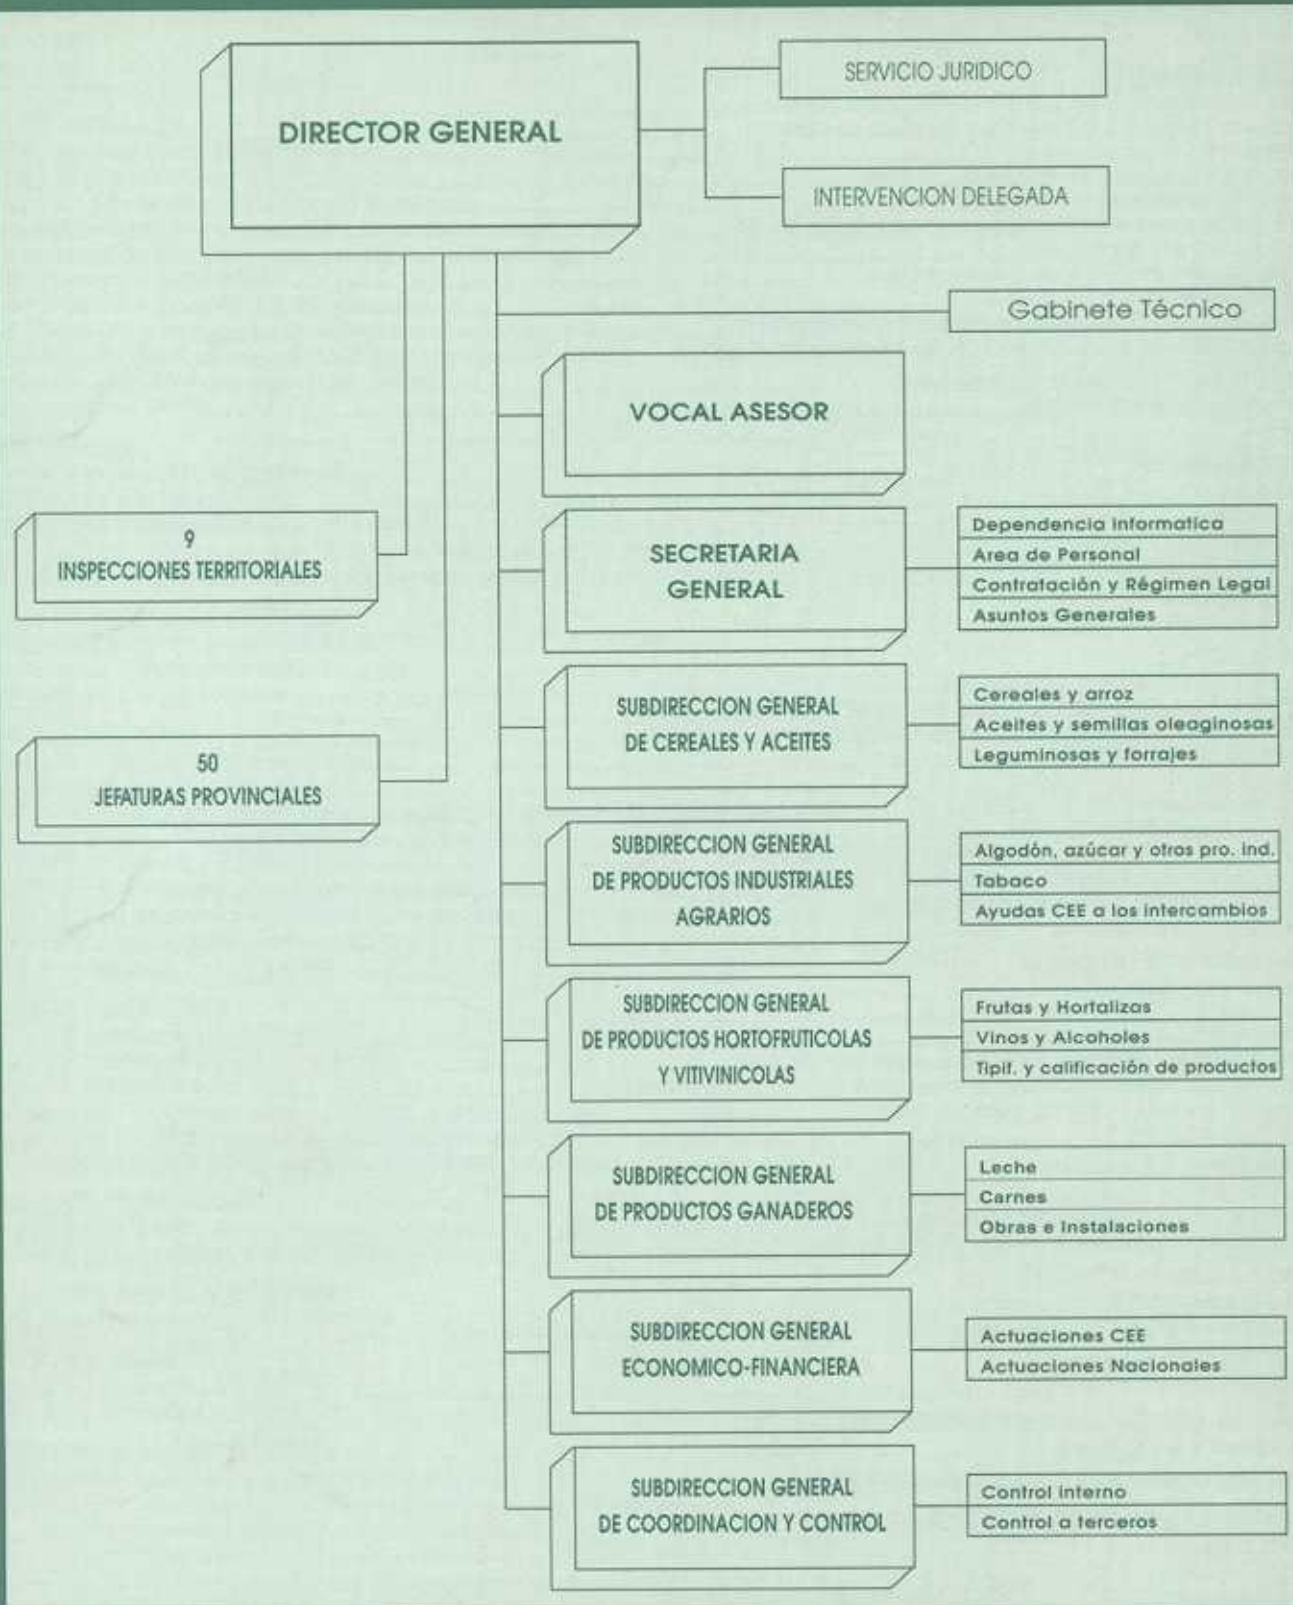 DIRECTOR GENERAL
SERVICIO JURIDICO
INTERVENCION DELEGADA
Gabinete Técnico
VOCAL ASESOR
9
INSPECCIONES TERRITORIALES
SECRETARIA
GENERAL
Dependencia informatica
Area de Personal
Contratación y Régimen Legal
Asuntos Generales
SUBDIRECCION GENERAL
DE CEREALES Y ACEITES
Cereales y arroz
Aceites y semillas oleaginosas
Leguminosas y forrajes
50
JEFATURAS PROVINCIALES
SUBDIRECCION GENERAL
DE PRODUCTOS INDUSTRIALES
AGRARIOS
Algodón, azúcar y otros pro. ind.
Tabaco
Ayudas CEE a los intercambios
SUBDIRECCION GENERAL
DE PRODUCTOS HORTOFRUTICOLAS
Y VITIVINICOLAS
Frutas y Hortalizas
Vinos y Alcoholes
Tipif. y calificación de productos
SUBDIRECCION GENERAL
DE PRODUCTOS GANADEROS
Leche
Carnes
Obras e Instalaciones
SUBDIRECCION GENERAL
ECONOMICO-FINANCIERA
Actuaciones CEE
Actuaciones Nacionales
SUBDIRECCION GENERAL
DE COORDINACION Y CONTROL
Control interno
Control a terceros